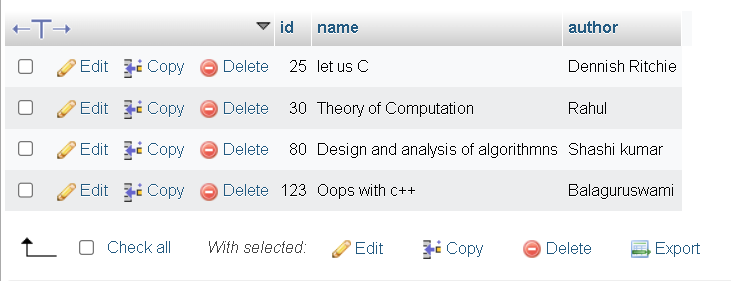 id name author
Edit Copy Delete 25 let us C Dennish Ritchie
Edit Copy Delete 30 Theory of Computation Rahul
Edit Copy Delete 80 Design and analysis of algorithmns Shashi kumar
Edit Copy Delete 123 Oops with c++ Balaguruswami
Check all With selected: Edit Copy Delete Export